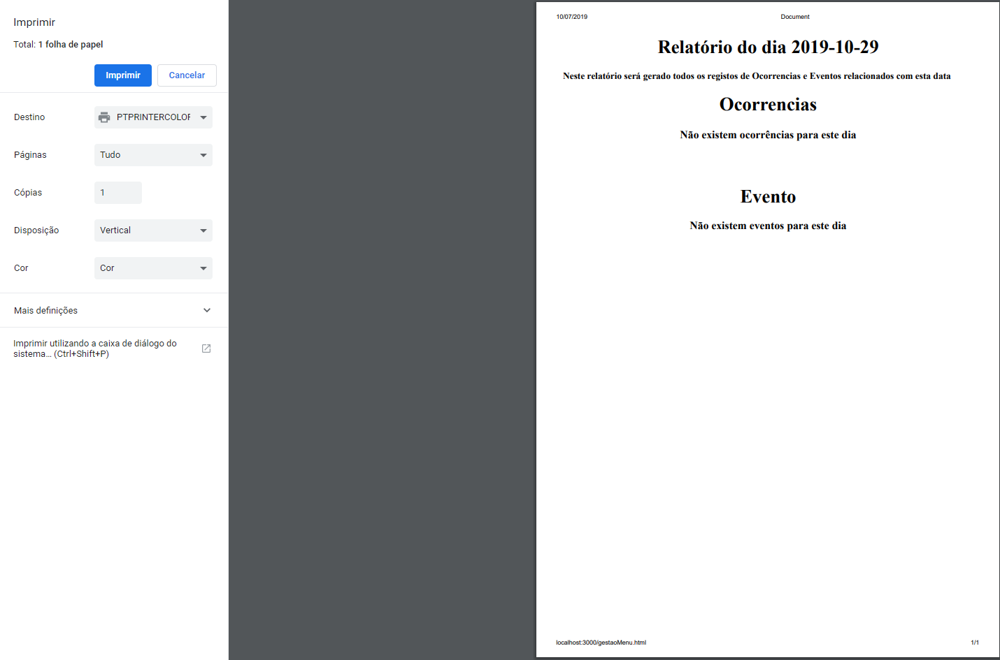 Imprimir
Total: 1 folha de papel
Imprimir
Cancelar
Destino
PTPRINTERCOLOF
Páginas
Tudo
Cópias
1
Disposição
Vertical
Cor
Cor
Mais definições
Imprimir utilizando a caixa de diálogo do
sistema... (Ctrl+Shift+P)
10/07/2019
Document
Relatório do dia 2019-10-29
Neste relatório será gerado todos os registos de Ocorrencias e Eventos relacionados com esta data
Ocorrencias
Não existem ocorrências para este dia
Evento
Não existem eventos para este dia
localhost:3000/gestaoMenu.html
1/1